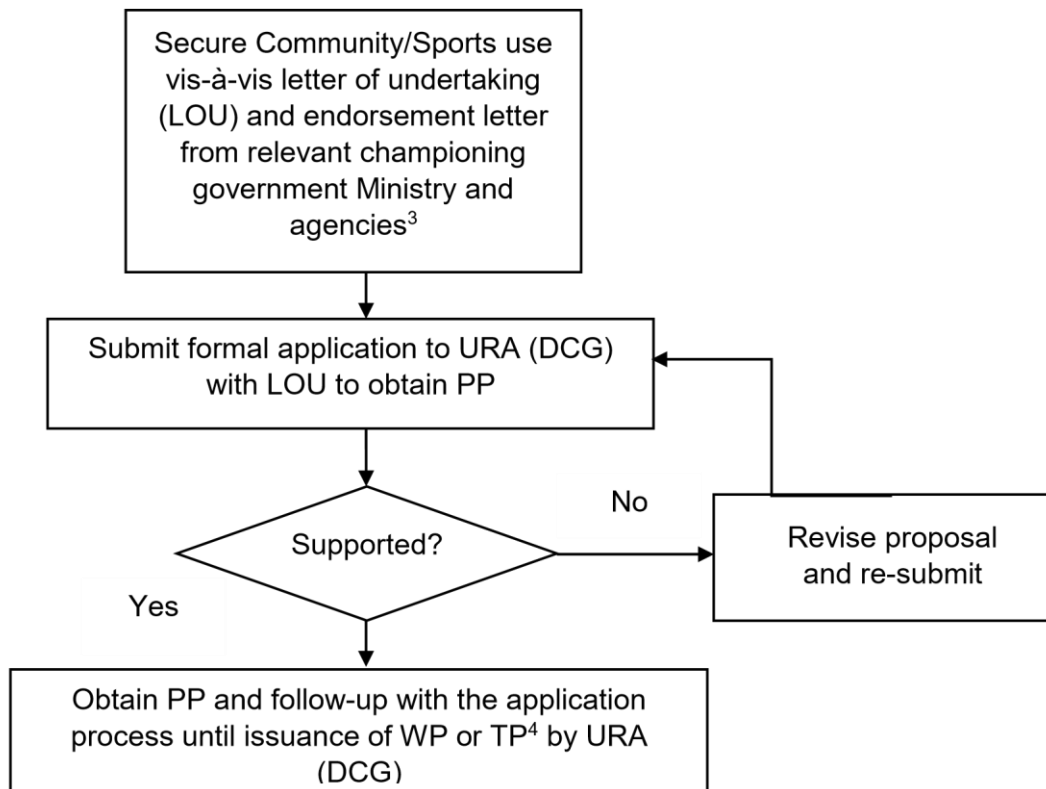 Secure Community/Sports use
vis-à-vis letter of undertaking
(LOU) and endorsement letter
from relevant championing
government Ministry and
agencies³
Submit formal application to URA (DCG)
with LOU to obtain PP
Supported?
No
Revise proposal
and re-submit
Yes
Obtain PP and follow-up with the application
process until issuance of WP or TP⁴ by URA
(DCG)